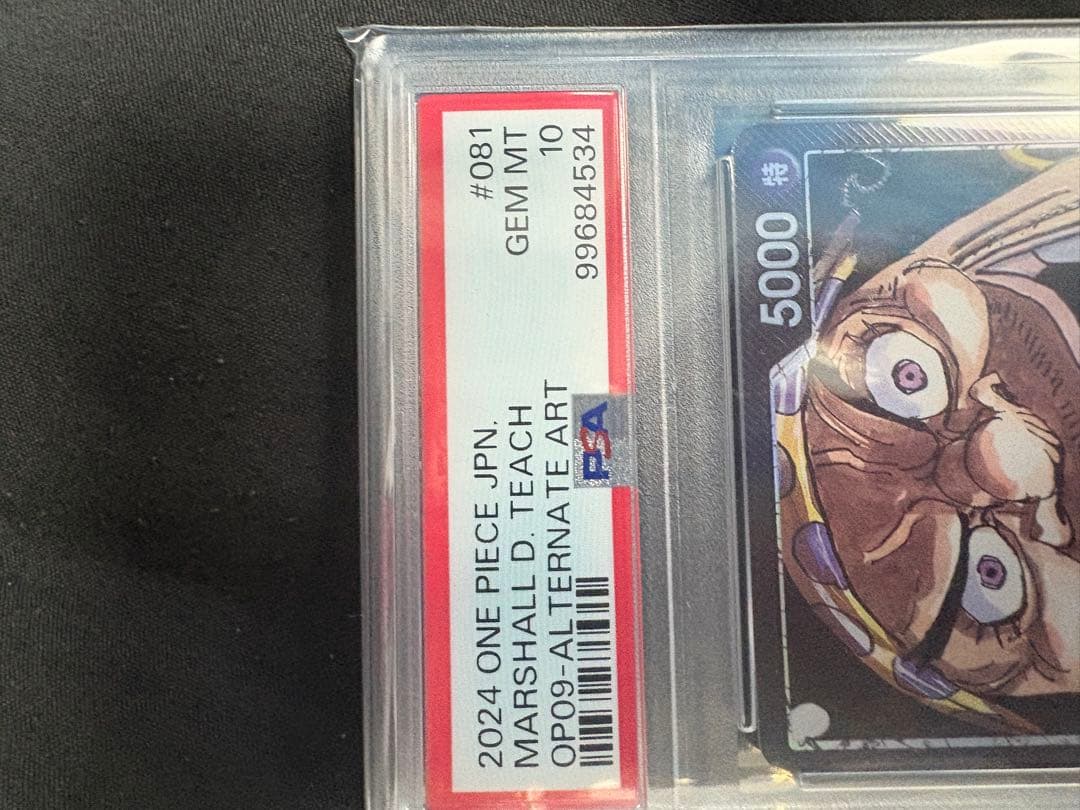 2024 ONE PIECE JPN. #081
MARSHALL D. TEACH GEM MT
OP09-ALTERNATE ART 10
PSA 99684534
5000 特